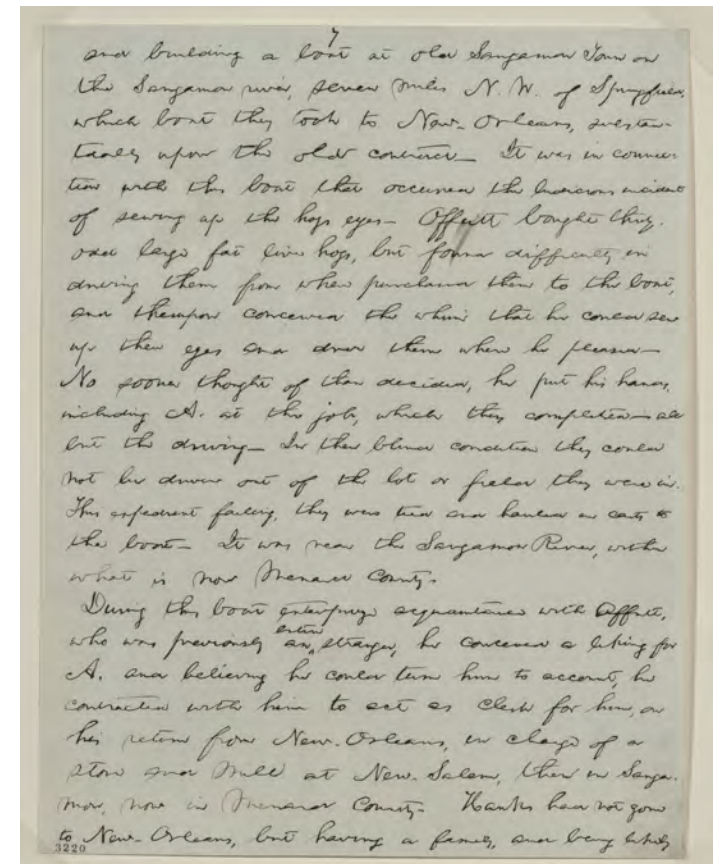 7
and building a boat at old Sangamon Town on
the Sangamon river, seven miles N. W. of Springfield,
which boat they took to New-Orleans, substan-
tially upon the old contract— It was in connec-
tion with this boat that occurred the ludicrous incident
of sewing up the hogs eyes— Offutt bought thirty
odd large fat live hogs, but found difficulty in
driving them from where purchased them to the boat,
and thereupon conceived the whim that he could sew
up their eyes and drive them where he pleased—
No sooner thought of than decided, he put his hands,
including A. at the job, which they completed— all
but the driving— In their blind condition they could
not be driven out of the lot or field they were in.
This expedient failing, they were tied and hauled on carts to
the boat— It was near the Sangamon River, within
what is now Menard County.
During this boat enterprize acquaintance with Offutt,
who was previously an entire stranger, he conceived a liking for
A. and believing he could turn him to account, he
contracted with him to act as clerk for him, on
his return from New-Orleans, in charge of a
store and Mill at New-Salem, then in Sanga-
mon, now in Menard County— Hanks had not gone
to New-Orleans, but having a family, and being likely
3220